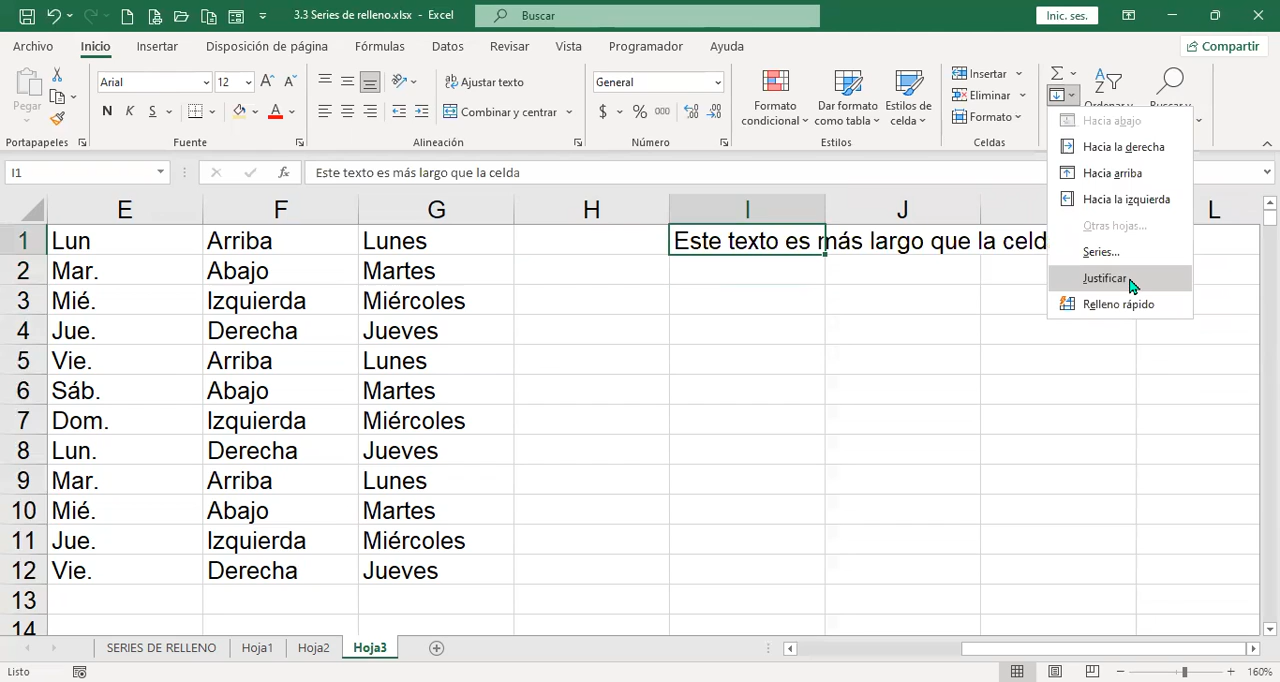 3.3 Series de relleno.xlsx - Excel
Buscar
Inic. ses.
Archivo Inicio Insertar Disposición de página Fórmulas Datos Revisar Vista Programador Ayuda Compartir
Pegar
Portapapeles
Arial 12
N K S A
Fuente
Ajustar texto
Combinar y centrar
Alineación
General
$ % 000
Número
Formato condicional
Dar formato como tabla
Estilos de celda
Estilos
Insertar
Eliminar
Formato
Celdas
Hacia abajo
Hacia la derecha
Hacia arriba
Hacia la izquierda
Otras hojas...
Series...
Justificar
Relleno rápido
I1 fx Este texto es más largo que la celda
E F G H I J L
1 Lun Arriba Lunes Este texto es más largo que la celd
2 Mar. Abajo Martes
3 Mié. Izquierda Miércoles
4 Jue. Derecha Jueves
5 Vie. Arriba Lunes
6 Sáb. Abajo Martes
7 Dom. Izquierda Miércoles
8 Lun. Derecha Jueves
9 Mar. Arriba Lunes
10 Mié. Abajo Martes
11 Jue. Izquierda Miércoles
12 Vie. Derecha Jueves
13
14
SERIES DE RELLENO Hoja1 Hoja2 Hoja3
Listo 160%